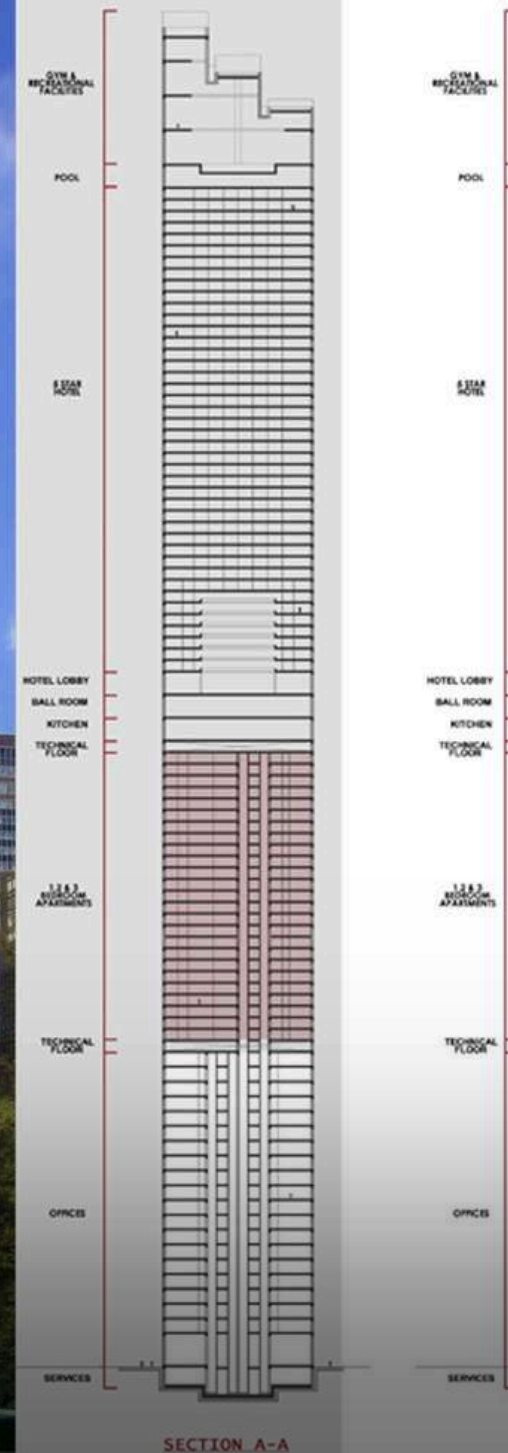 GYM &
RECREATIONAL
FACILITIES
POOL
HOTEL
HOTEL LOBBY
BALL ROOM
KITCHEN
TECHNICAL
FLOOR
1,2 & 3
BEDROOM
APARTMENTS
TECHNICAL
FLOOR
OFFICES
SERVICES
SECTION A-A
GYM &
RECREATIONAL
FACILITIES
POOL
HOTEL
HOTEL LOBBY
BALL ROOM
KITCHEN
TECHNICAL
FLOOR
1,2 & 3
BEDROOM
APARTMENTS
TECHNICAL
FLOOR
OFFICES
SERVICES